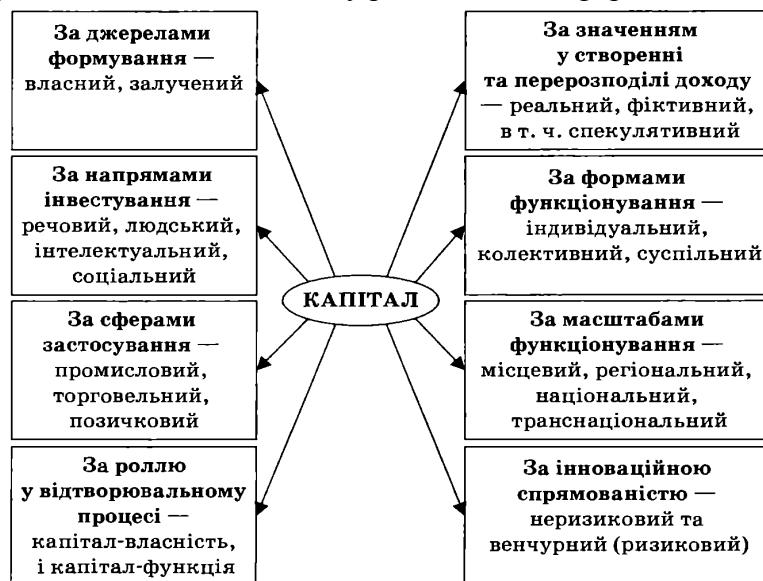 За джерелами
формування —
власний, залучений
За значенням
у створенні
та перерозподілі доходу
— реальний, фіктивний,
в т. ч. спекулятивний
За напрямами
інвестування —
речовий, людський,
інтелектуальний,
соціальний
За формами
функціонування —
індивідуальний,
колективний, суспільний
КАПІТАЛ
За сферами
застосування —
промисловий,
торговельний,
позичковий
За масштабами
функціонування —
місцевий, регіональний,
національний,
транснаціональний
За роллю
у відтворювальному
процесі —
капітал-власність,
і капітал-функція
За інноваційною
спрямованістю —
неризиковий та
венчурний (ризиковий)